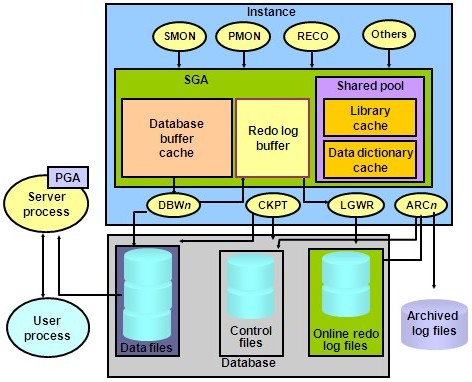 Instance
SMON
PMON
RECO
Others
SGA
Shared pool
Database
buffer
cache
Redo log
buffer
Library
cache
Data dictionary
cache
PGA
Server
process
DBWn
CKPT
LGWR
ARCn
User
process
Data files
Control
files
Online redo
log files
Archived
log files
Database